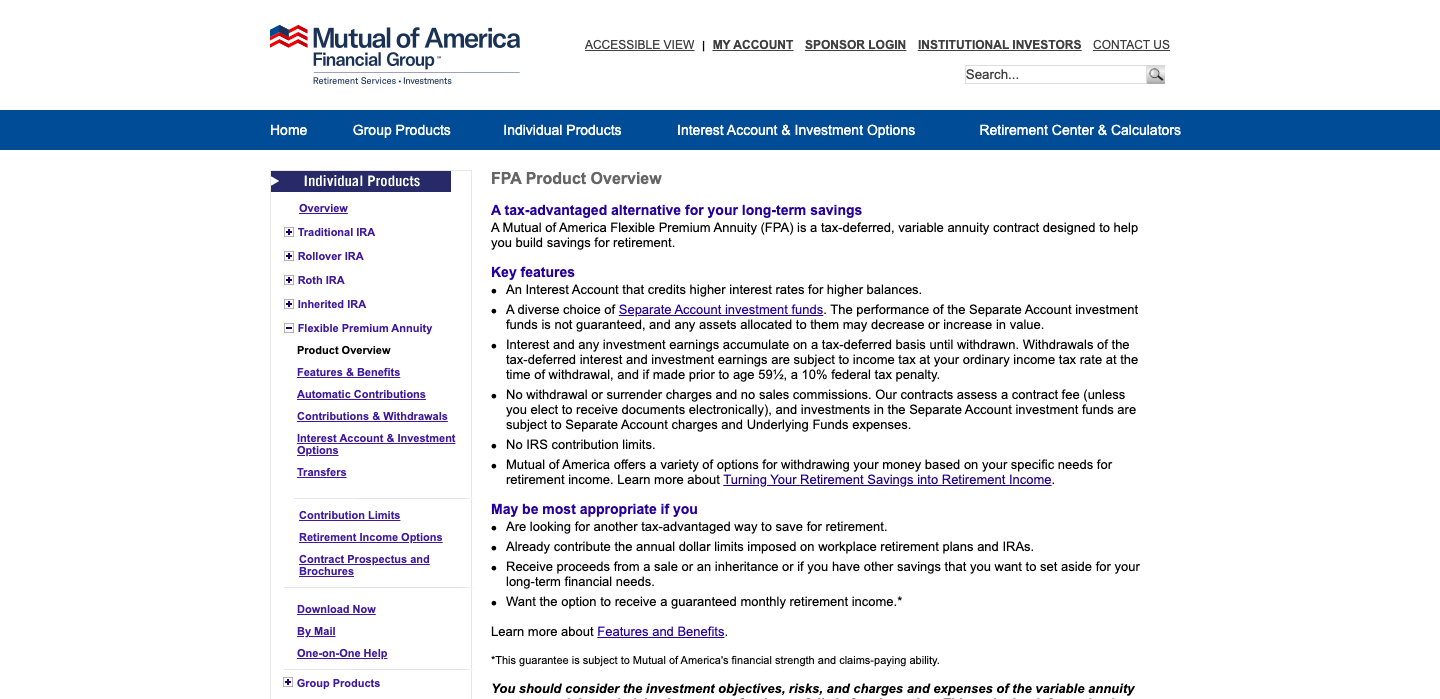 Mutual of America
Financial Group™
Retirement Services • Investments
ACCESSIBLE VIEW | MY ACCOUNT SPONSOR LOGIN INSTITUTIONAL INVESTORS CONTACT US
Search...
Home Group Products Individual Products Interest Account & Investment Options Retirement Center & Calculators
Individual Products
Overview
Traditional IRA
Rollover IRA
Roth IRA
Inherited IRA
Flexible Premium Annuity
Product Overview
Features & Benefits
Automatic Contributions
Contributions & Withdrawals
Interest Account & Investment
Options
Transfers
Contribution Limits
Retirement Income Options
Contract Prospectus and
Brochures
Download Now
By Mail
One-on-One Help
Group Products
FPA Product Overview
A tax-advantaged alternative for your long-term savings
A Mutual of America Flexible Premium Annuity (FPA) is a tax-deferred, variable annuity contract designed to help
you build savings for retirement.
Key features
• An Interest Account that credits higher interest rates for higher balances.
• A diverse choice of Separate Account investment funds. The performance of the Separate Account investment
funds is not guaranteed, and any assets allocated to them may decrease or increase in value.
• Interest and any investment earnings accumulate on a tax-deferred basis until withdrawn. Withdrawals of the
tax-deferred interest and investment earnings are subject to income tax at your ordinary income tax rate at the
time of withdrawal, and if made prior to age 59½, a 10% federal tax penalty.
• No withdrawal or surrender charges and no sales commissions. Our contracts assess a contract fee (unless
you elect to receive documents electronically), and investments in the Separate Account investment funds are
subject to Separate Account charges and Underlying Funds expenses.
• No IRS contribution limits.
• Mutual of America offers a variety of options for withdrawing your money based on your specific needs for
retirement income. Learn more about Turning Your Retirement Savings into Retirement Income.
May be most appropriate if you
• Are looking for another tax-advantaged way to save for retirement.
• Already contribute the annual dollar limits imposed on workplace retirement plans and IRAs.
• Receive proceeds from a sale or an inheritance or if you have other savings that you want to set aside for your
long-term financial needs.
• Want the option to receive a guaranteed monthly retirement income.*
Learn more about Features and Benefits.
*This guarantee is subject to Mutual of America's financial strength and claims-paying ability.
You should consider the investment objectives, risks, and charges and expenses of the variable annuity